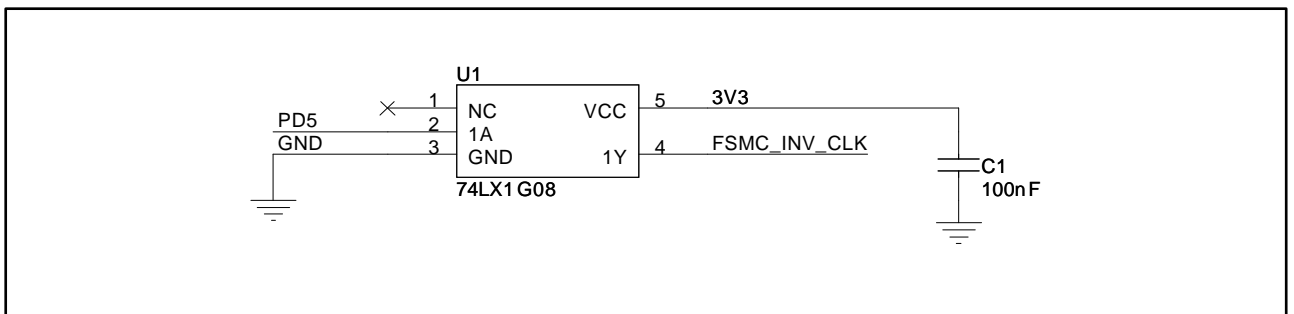 U1
1
NC
VCC
5
3V3
PD5
2
1A
GND
3
GND
1Y
4
FSMC_INV_CLK
74LX1G08
C1
100nF